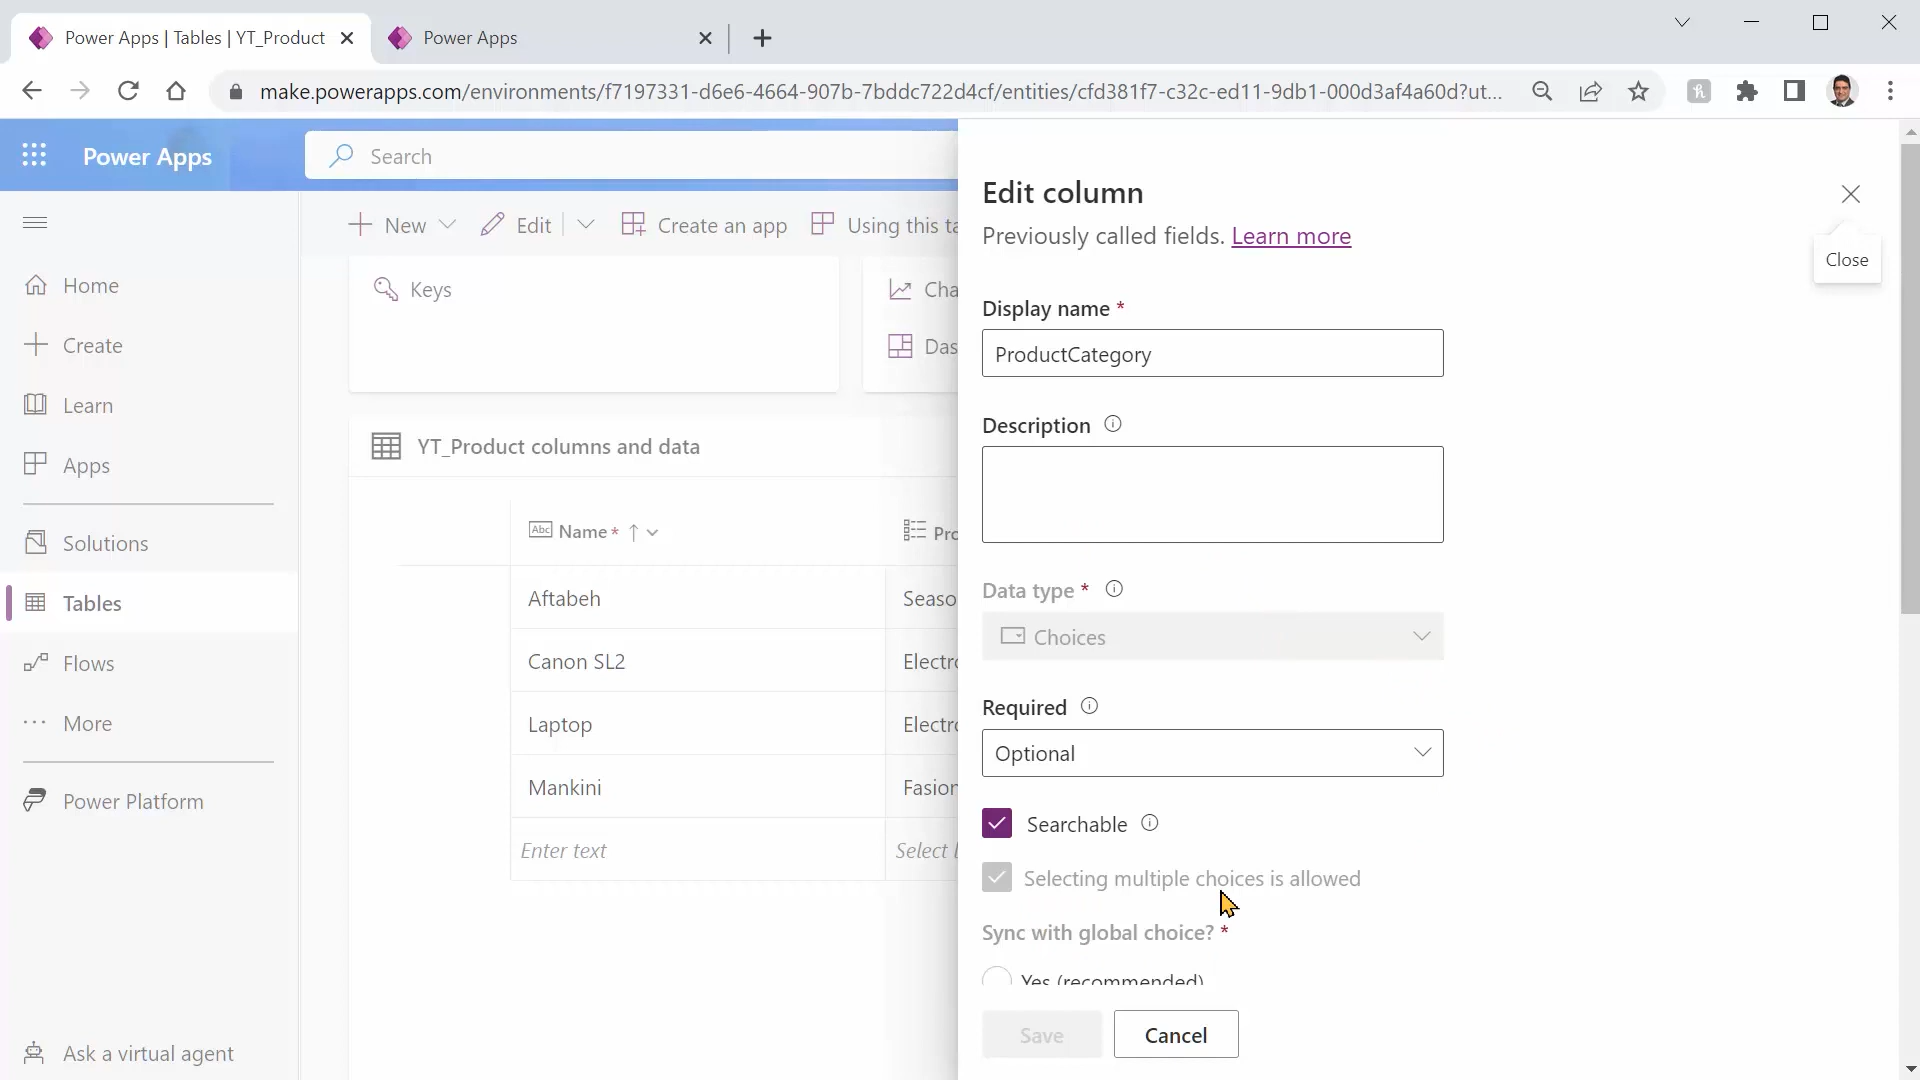 Power Apps | Tables | YT_Product
Power Apps
make.powerapps.com/environments/f7197331-d6e6-4664-907b-7bddc722d4cf/entities/cfd381f7-c32c-ed11-9db1-000d3af4a60d?ut...
Power Apps
Search
New
Edit
Create an app
Using this ta
Home
Create
Learn
Apps
Solutions
Tables
Flows
More
Power Platform
Ask a virtual agent
Keys
Cha
Das
YT_Product columns and data
Abc Name* Pro
Aftabeh Seaso
Canon SL2 Electro
Laptop Electro
Mankini Fasion
Enter text Select
Edit column
Previously called fields. Learn more
Close
Display name *
ProductCategory
Description
Data type *
Choices
Required
Optional
Searchable
Selecting multiple choices is allowed
Sync with global choice? *
Yes (recommended)
Save Cancel